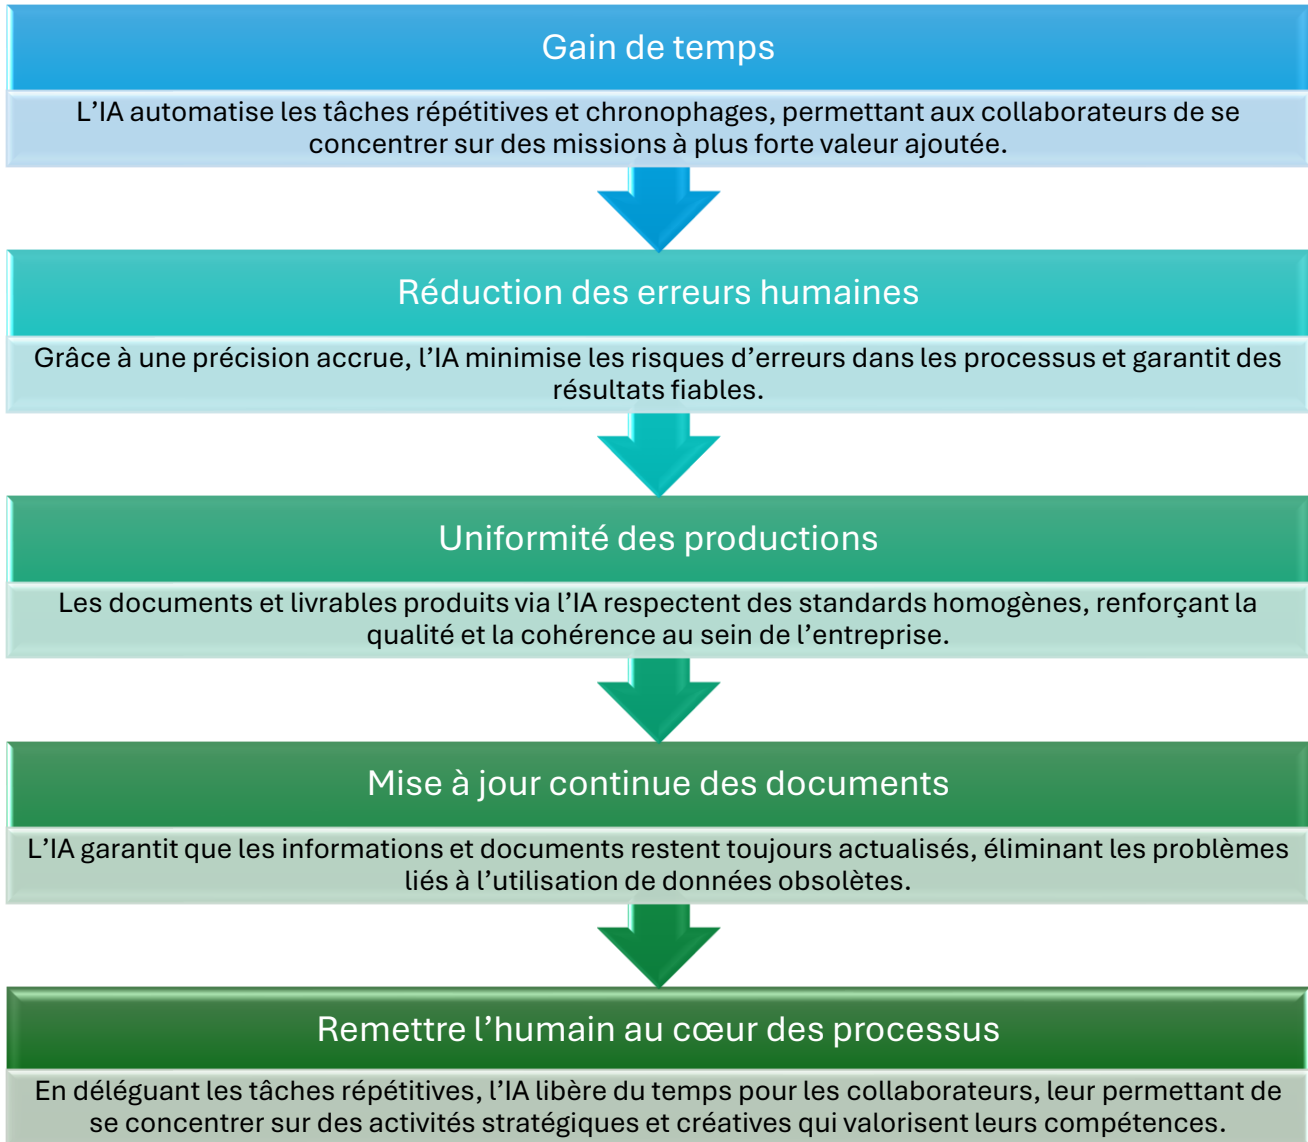 Gain de temps
L’IA automatise les tâches répétitives et chronophages, permettant aux collaborateurs de se
concentrer sur des missions à plus forte valeur ajoutée.
Réduction des erreurs humaines
Grâce à une précision accrue, l’IA minimise les risques d’erreurs dans les processus et garantit des
résultats fiables.
Uniformité des productions
Les documents et livrables produits via l’IA respectent des standards homogènes, renforçant la
qualité et la cohérence au sein de l’entreprise.
Mise à jour continue des documents
L’IA garantit que les informations et documents restent toujours actualisés, éliminant les problèmes
liés à l’utilisation de données obsolètes.
Remettre l’humain au cœur des processus
En déléguant les tâches répétitives, l’IA libère du temps pour les collaborateurs, leur permettant de
se concentrer sur des activités stratégiques et créatives qui valorisent leurs compétences.